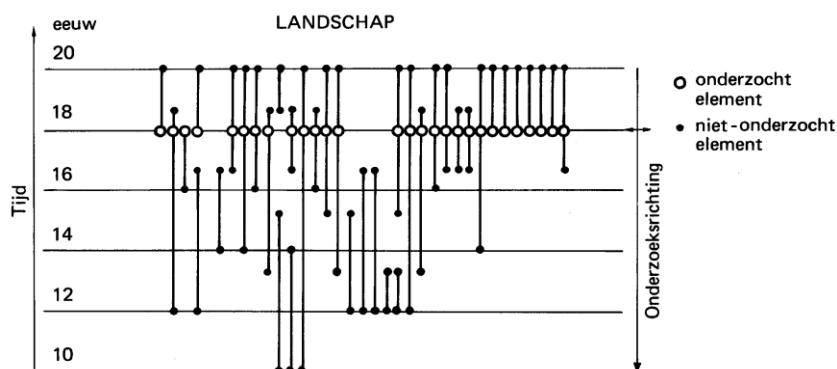 LANDSCHAP
eeuw
20
18
16
14
12
10
Tijd
Onderzoeksrichting
onderzocht
element
niet-onderzocht
element